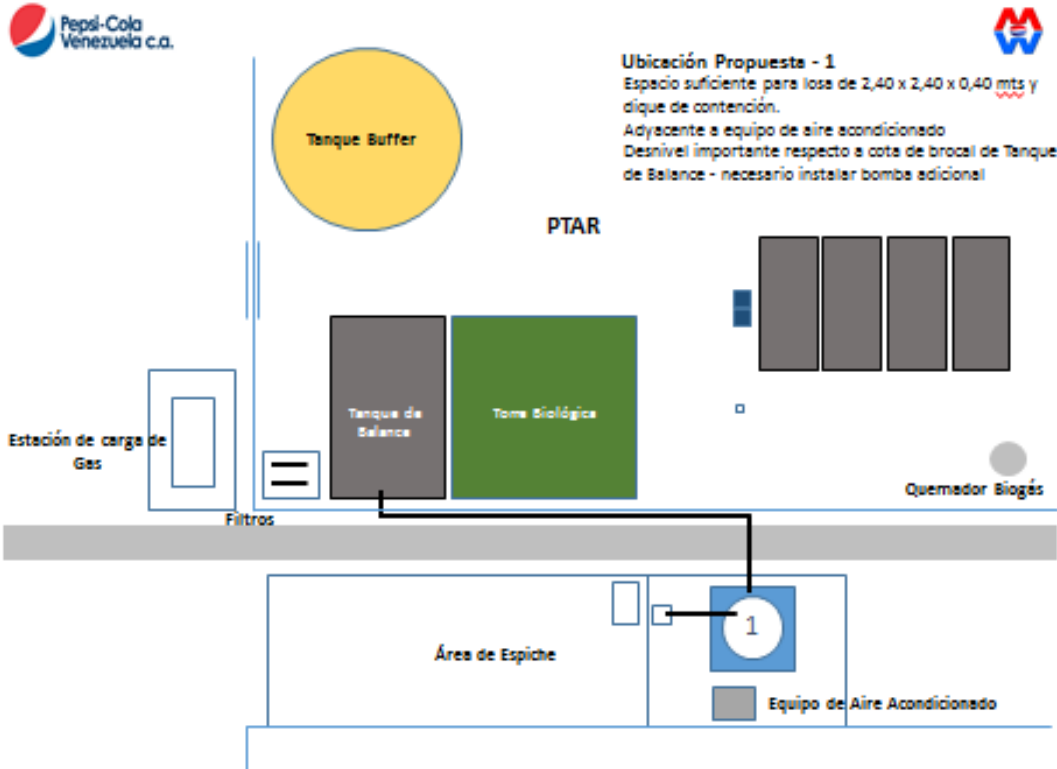 Pepsi-Cola
Venezuela c.a.
Ubicación Propuesta - 1
Espacio suficiente para losa de 2,40 x 2,40 x 0,40 mts y
dique de contención.
Adyacente a equipo de aire acondicionado
Desnivel importante respecto a cota de brocal de Tanque
de Balance - necesario instalar bomba adicional
Tanque Buffer
PTAR
Tanque de
Balance
Torre Biológica
Estación de carga de
Gas
Quemador Biogás
Filtros
1
Área de Espiche
Equipo de Aire Acondicionado